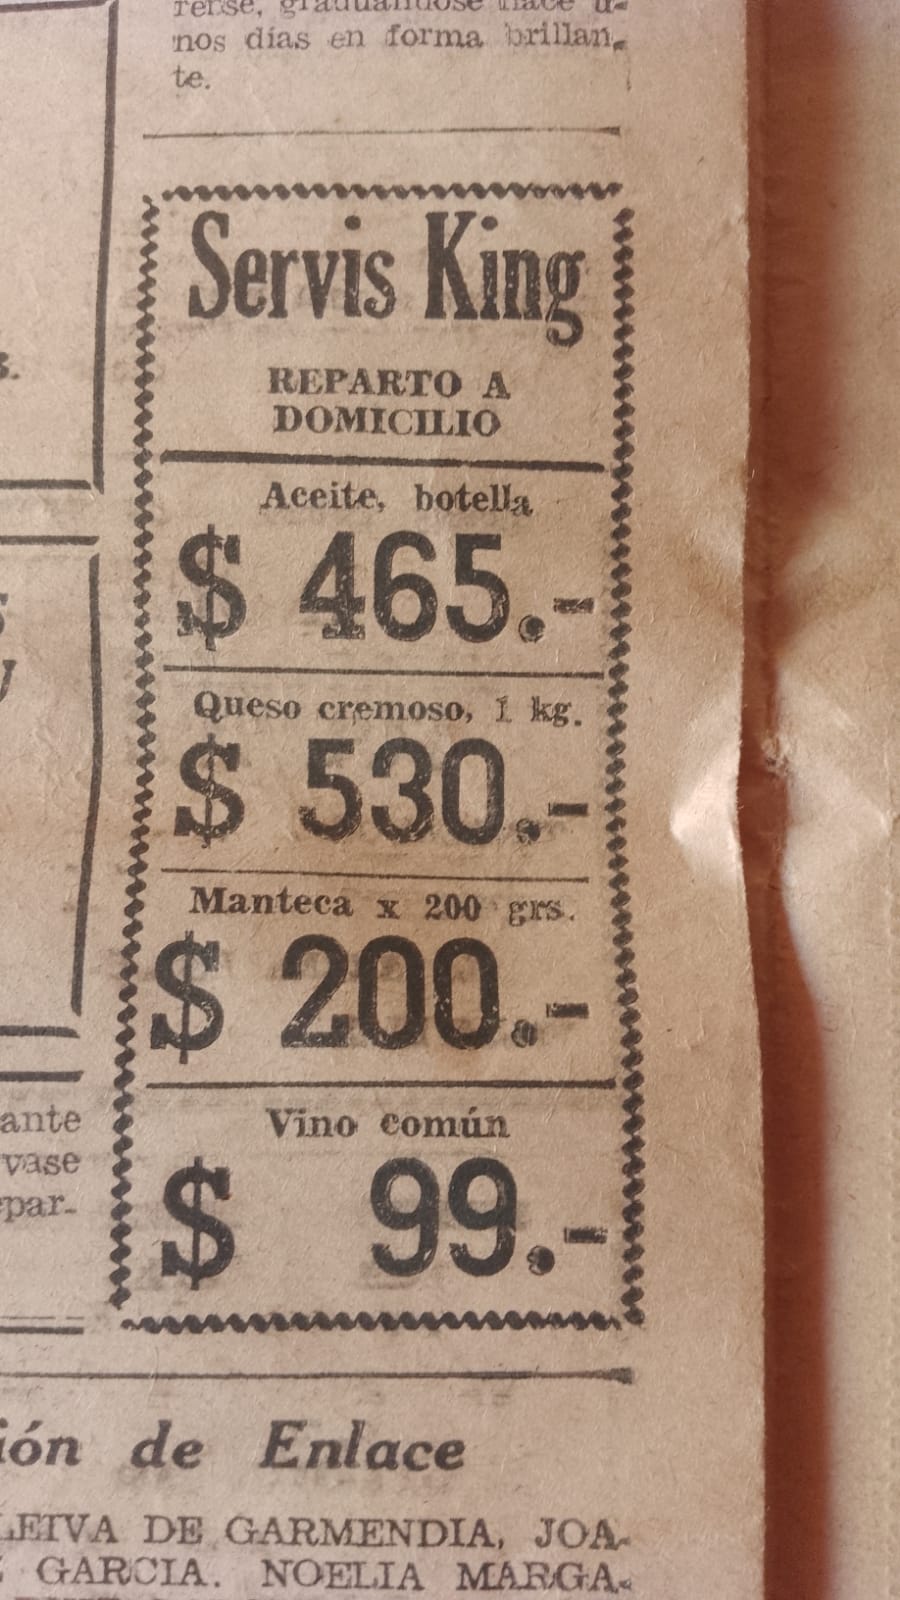 rense, graduándose hace u-
nos días en forma brillan-
te.
Servis King
REPARTO A
DOMICILIO
Aceite, botella
$ 465.-
Queso cremoso, 1 kg.
$ 530.-
Manteca x 200 grs.
$ 200.-
Vino común
$ 99.-
s.
ante
vase
epar-
ión de Enlace
LEIVA DE GARMENDIA, JOA-
GARCIA. NOELIA MARGA-